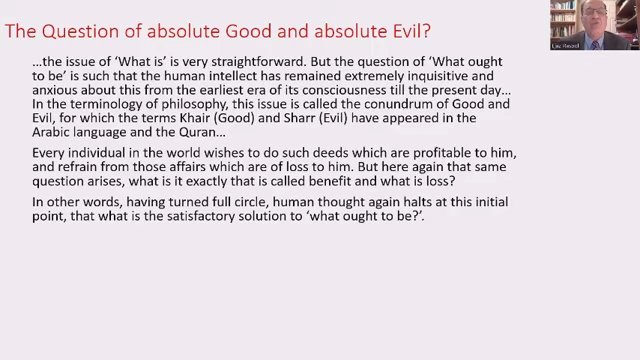 The Question of absolute Good and absolute Evil?
…the issue of 'What is' is very straightforward. But the question of 'What ought
to be' is such that the human intellect has remained extremely inquisitive and
anxious about this from the earliest era of its consciousness till the present day…
In the terminology of philosophy, this issue is called the conundrum of Good and
Evil, for which the terms Khair (Good) and Sharr (Evil) have appeared in the
Arabic language and the Quran…
Every individual in the world wishes to do such deeds which are profitable to him,
and refrain from those affairs which are of loss to him. But here again that same
question arises, what is it exactly that is called benefit and what is loss?
In other words, having turned full circle, human thought again halts at this initial
point, that what is the satisfactory solution to 'what ought to be?'.